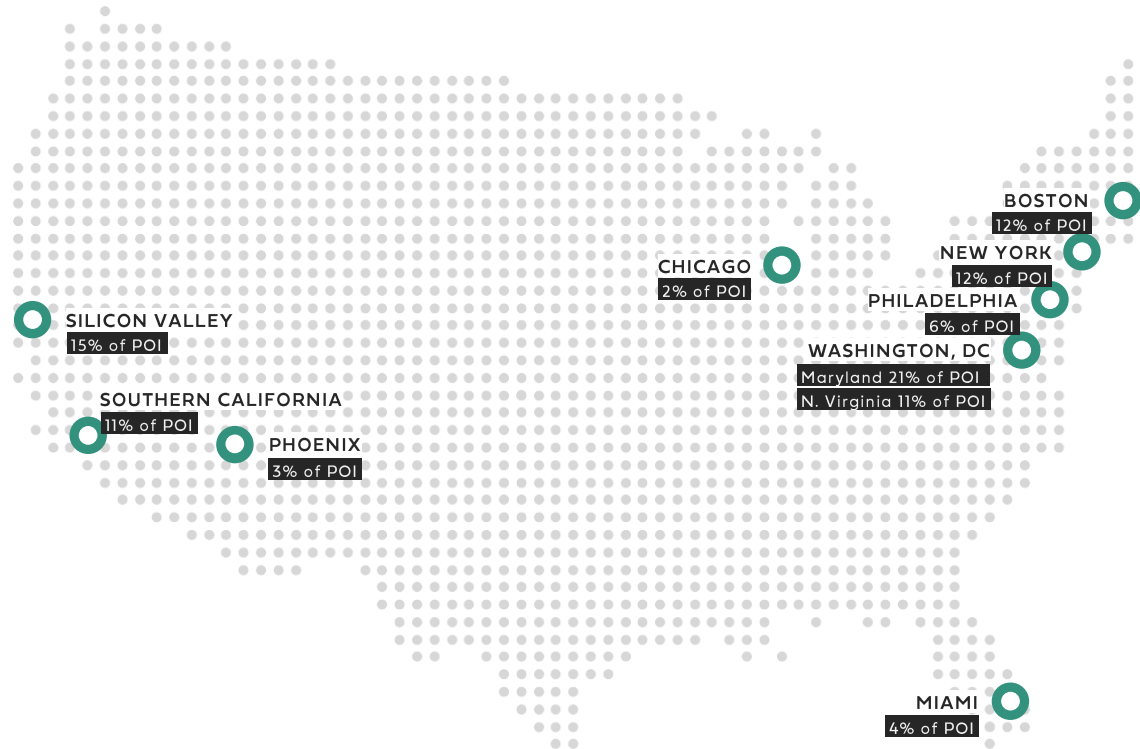 BOSTON
12% of POI
NEW YORK
12% of POI
CHICAGO
2% of POI
PHILADELPHIA
6% of POI
SILICON VALLEY
15% of POI
WASHINGTON, DC
Maryland 21% of POI
N. Virginia 11% of POI
SOUTHERN CALIFORNIA
11% of POI
PHOENIX
3% of POI
MIAMI
4% of POI